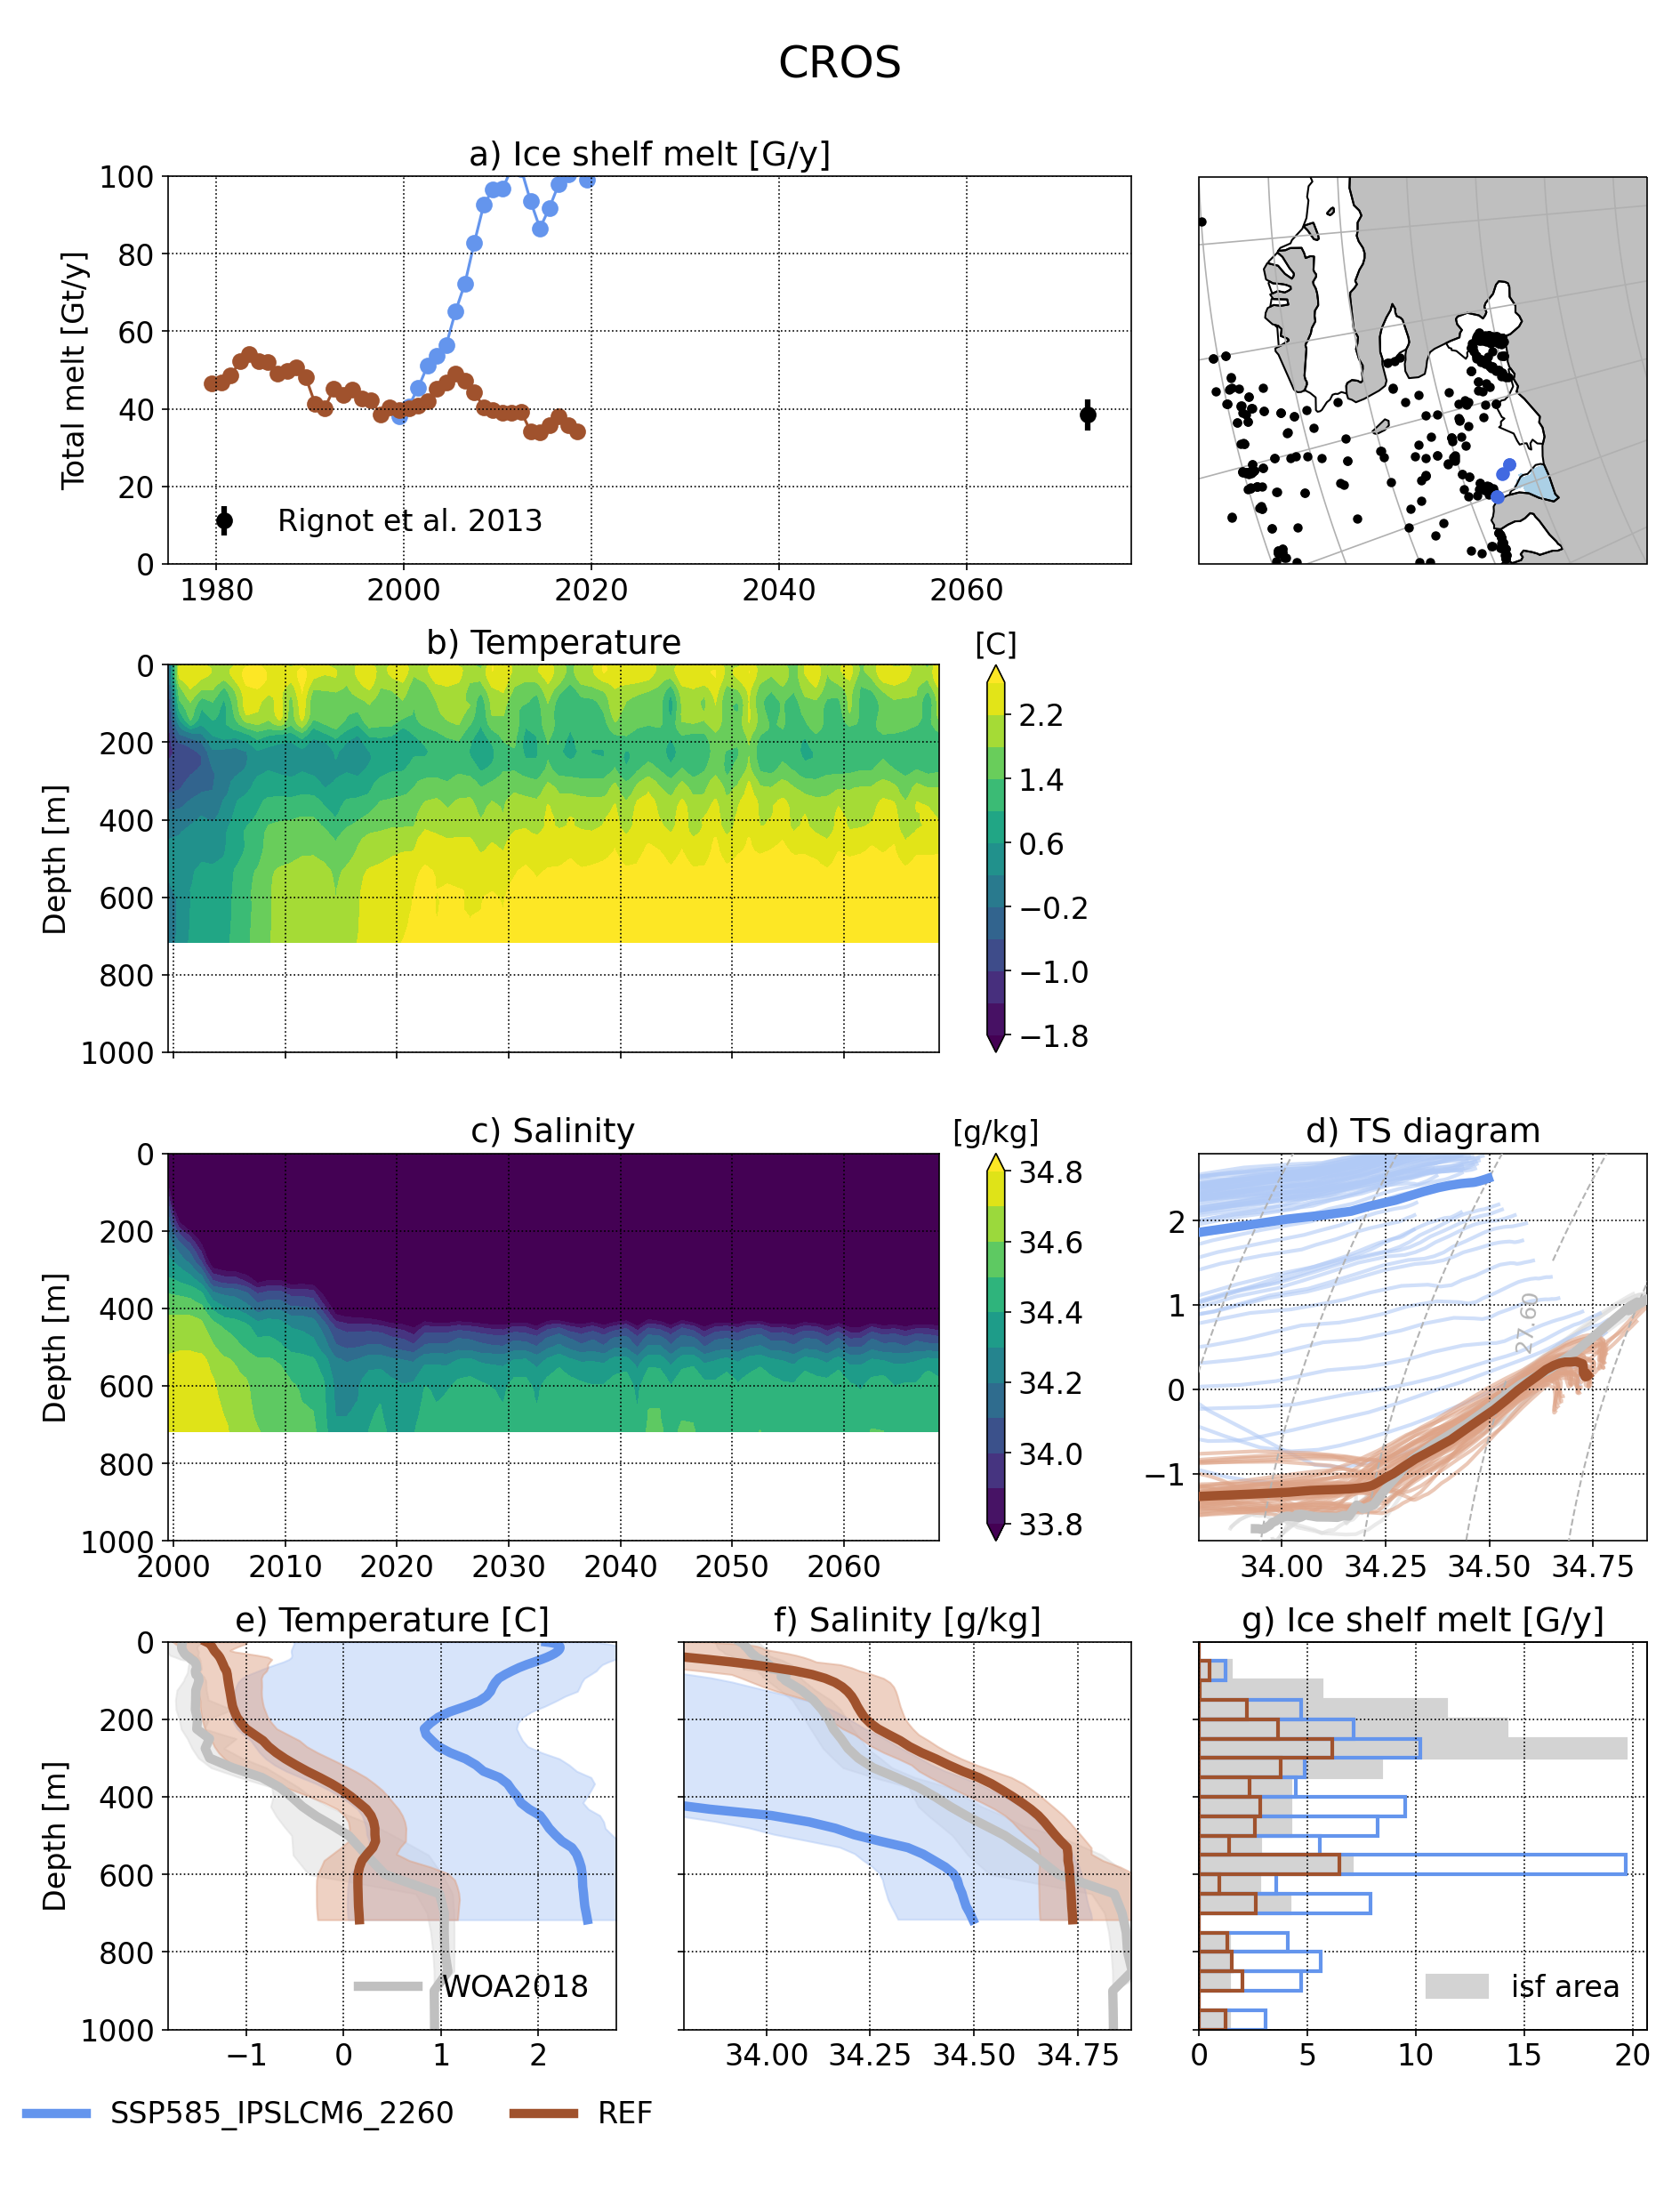 CROS
a) Ice shelf melt [G/y]
Total melt [Gt/y]
100
80
60
40
20
0
Rignot et al. 2013
1980 2000 2020 2040 2060
b) Temperature
[C]
Depth [m]
0
200
400
600
800
1000
2.2
1.4
0.6
−0.2
−1.0
−1.8
c) Salinity
[g/kg]
Depth [m]
0
200
400
600
800
1000
2000 2010 2020 2030 2040 2050 2060
34.8
34.6
34.4
34.2
34.0
33.8
d) TS diagram
2
1
0
−1
27.60
34.00 34.25 34.50 34.75
e) Temperature [C]
Depth [m]
0
200
400
600
800
1000
WOA2018
−1 0 1 2
f) Salinity [g/kg]
34.00 34.25 34.50 34.75
g) Ice shelf melt [G/y]
isf area
0 5 10 15 20
SSP585_IPSLCM6_2260 REF